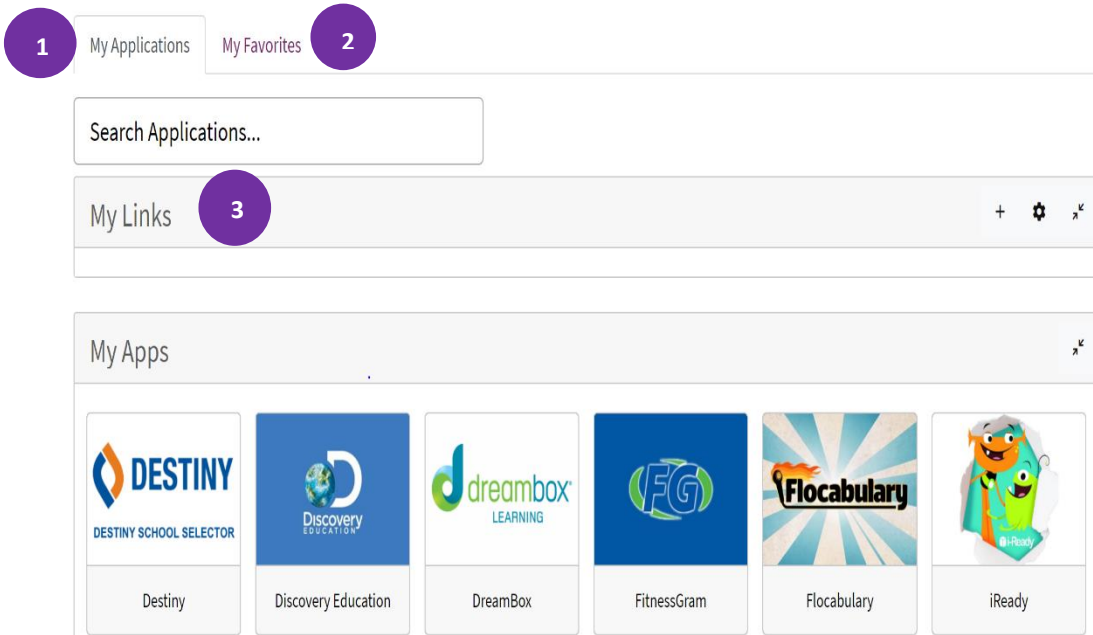 1 My Applications My Favorites 2
Search Applications...
My Links 3
+
My Apps
DESTINY
DESTINY SCHOOL SELECTOR
D
Discovery
EDUCATION
dreambox
LEARNING
FG
Flocabulary
i-Ready
Destiny Discovery Education DreamBox FitnessGram Flocabulary iReady